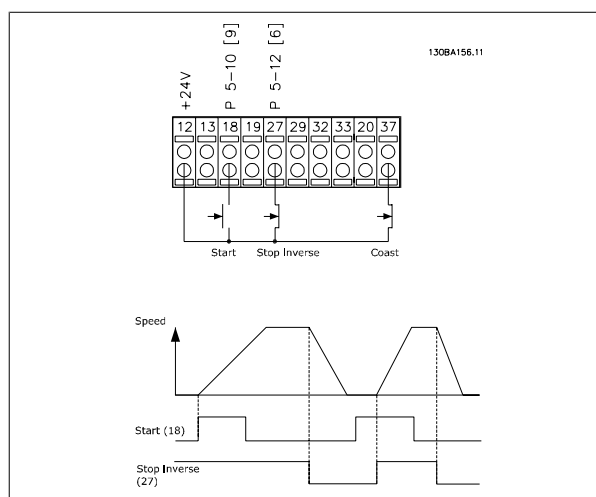 130BA156.11
+24V
P 5-10 [9]
P 5-12 [6]
12 13 18 19 27 29 32 33 20 37
Start Stop Inverse Coast
Speed
Start (18)
Stop Inverse
(27)